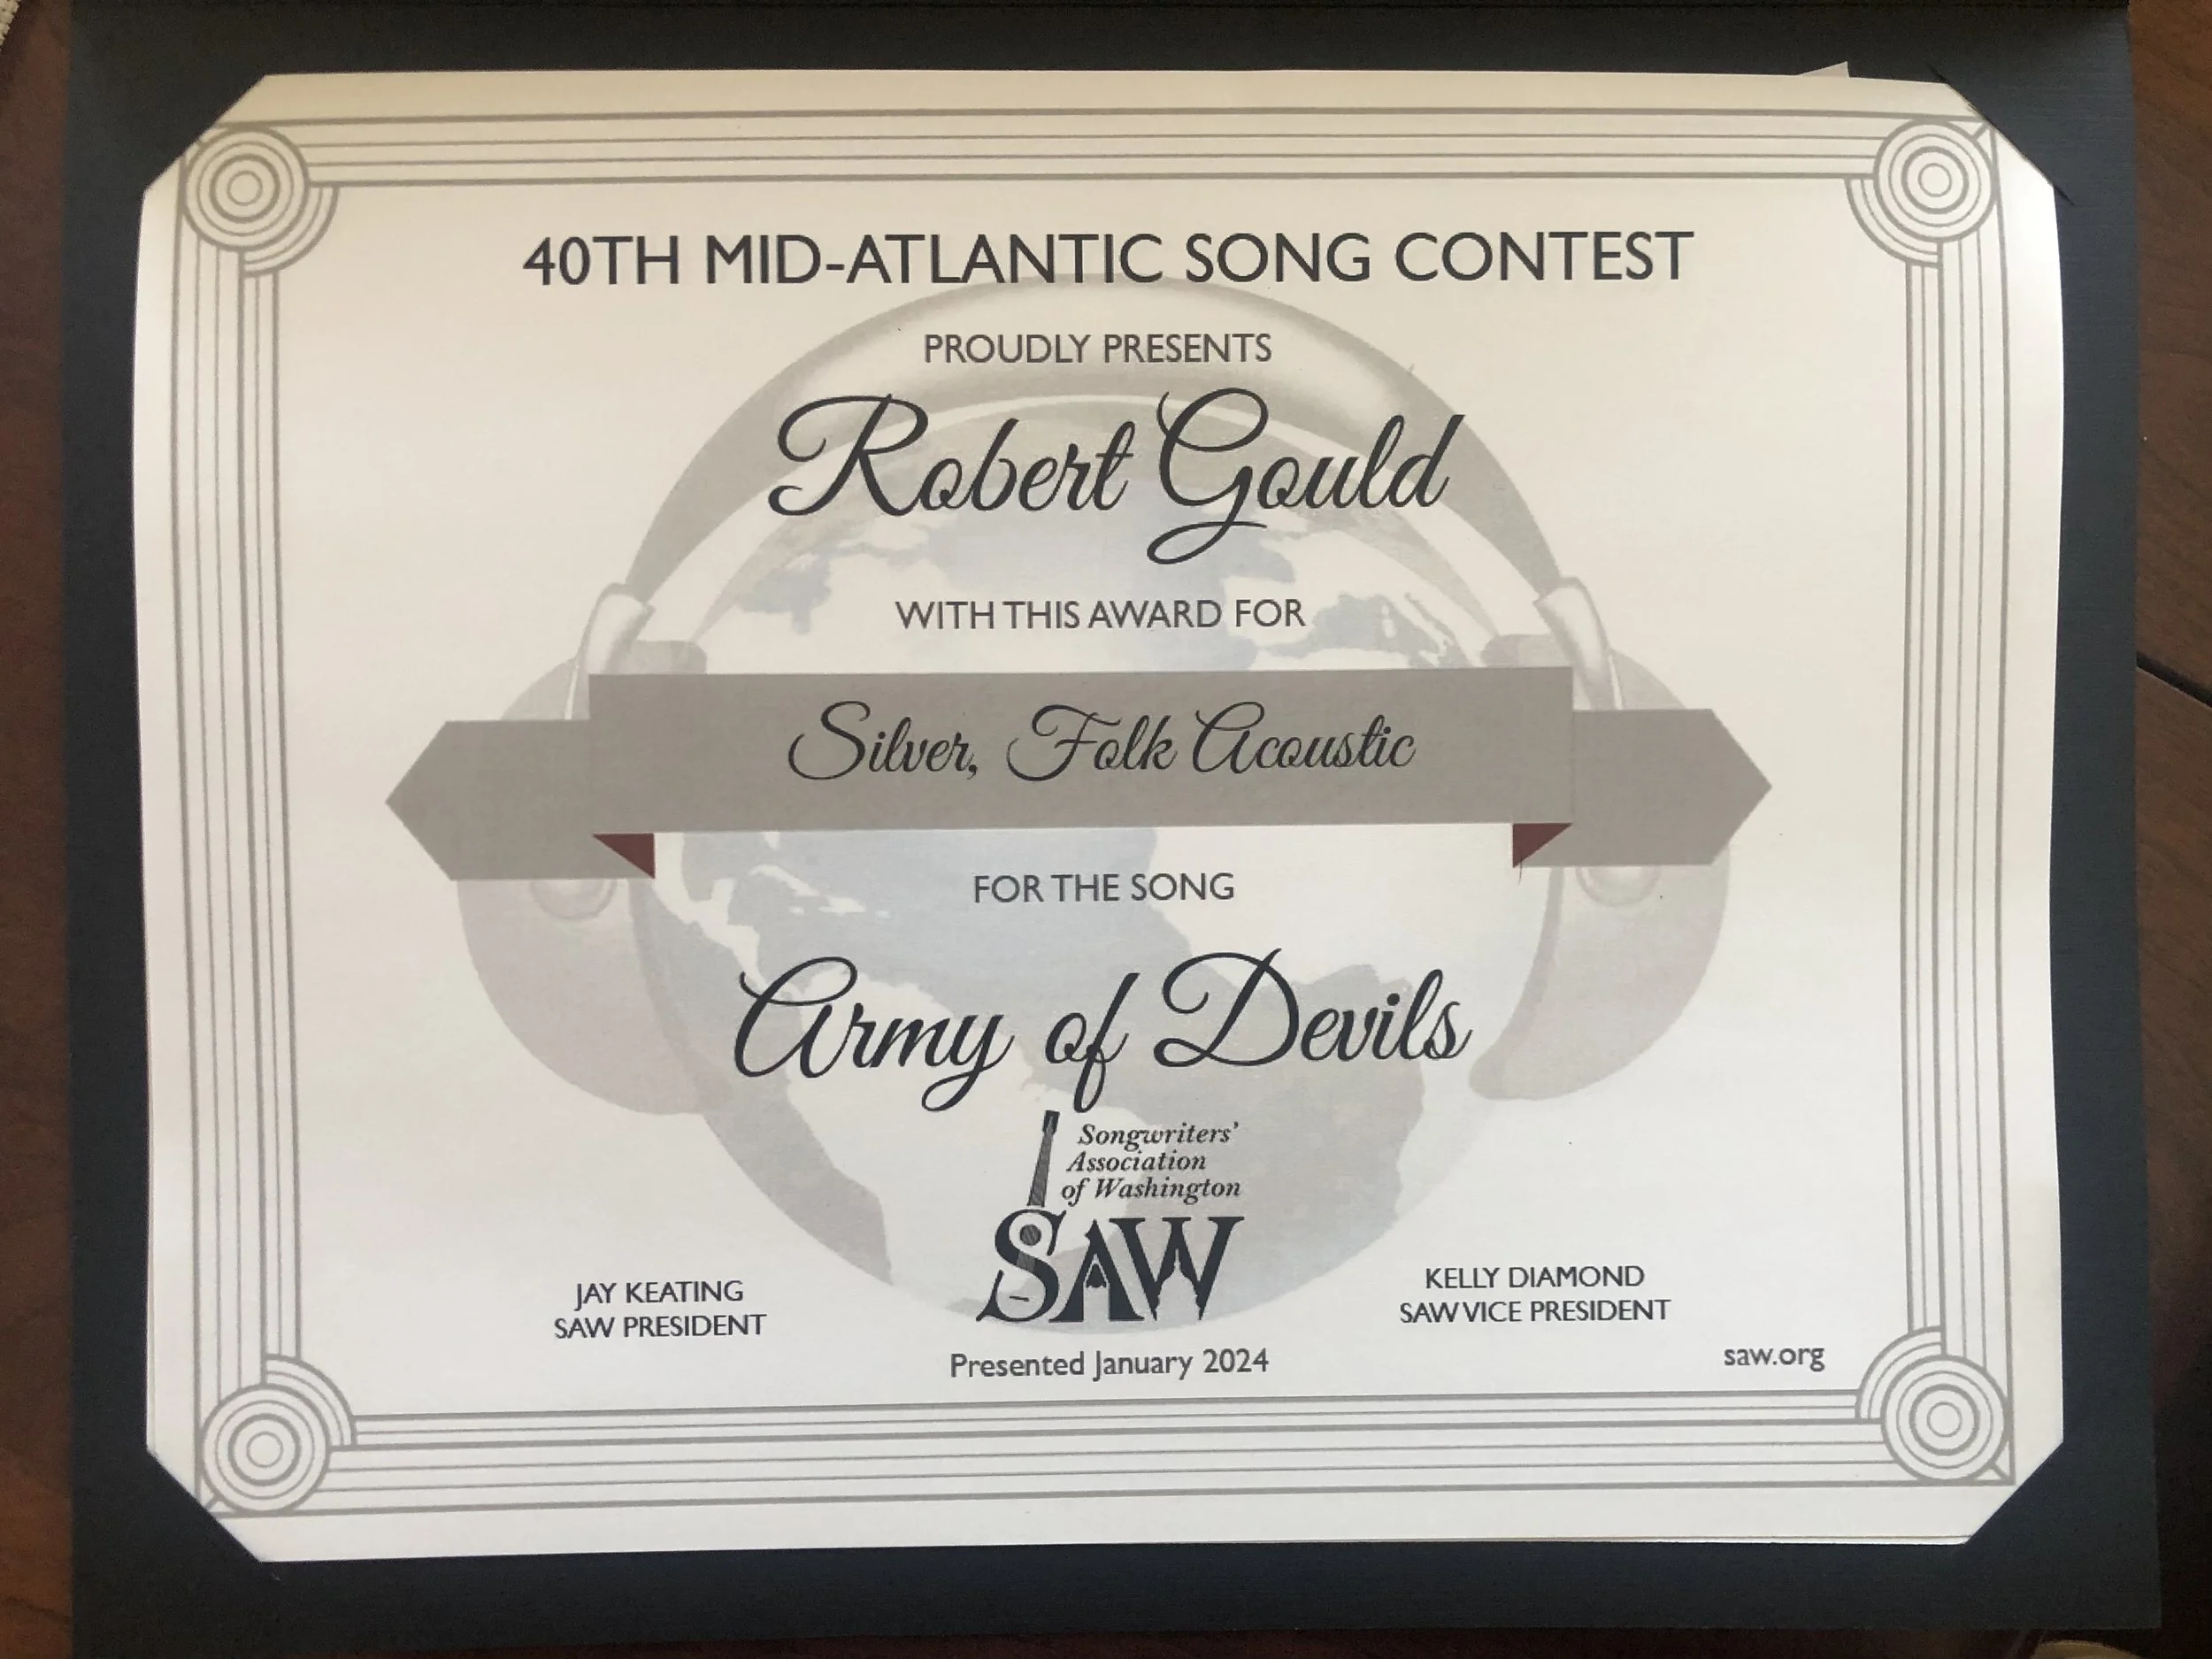 40TH MID-ATLANTIC SONG CONTEST
PROUDLY PRESENTS
Robert Gould
WITH THIS AWARD FOR
Silver, Folk Acoustic
FOR THE SONG
Army of Devils
Songwriters'
Association
of Washington
SAW
JAY KEATING
SAW PRESIDENT
KELLY DIAMOND
SAW VICE PRESIDENT
Presented January 2024
saw.org